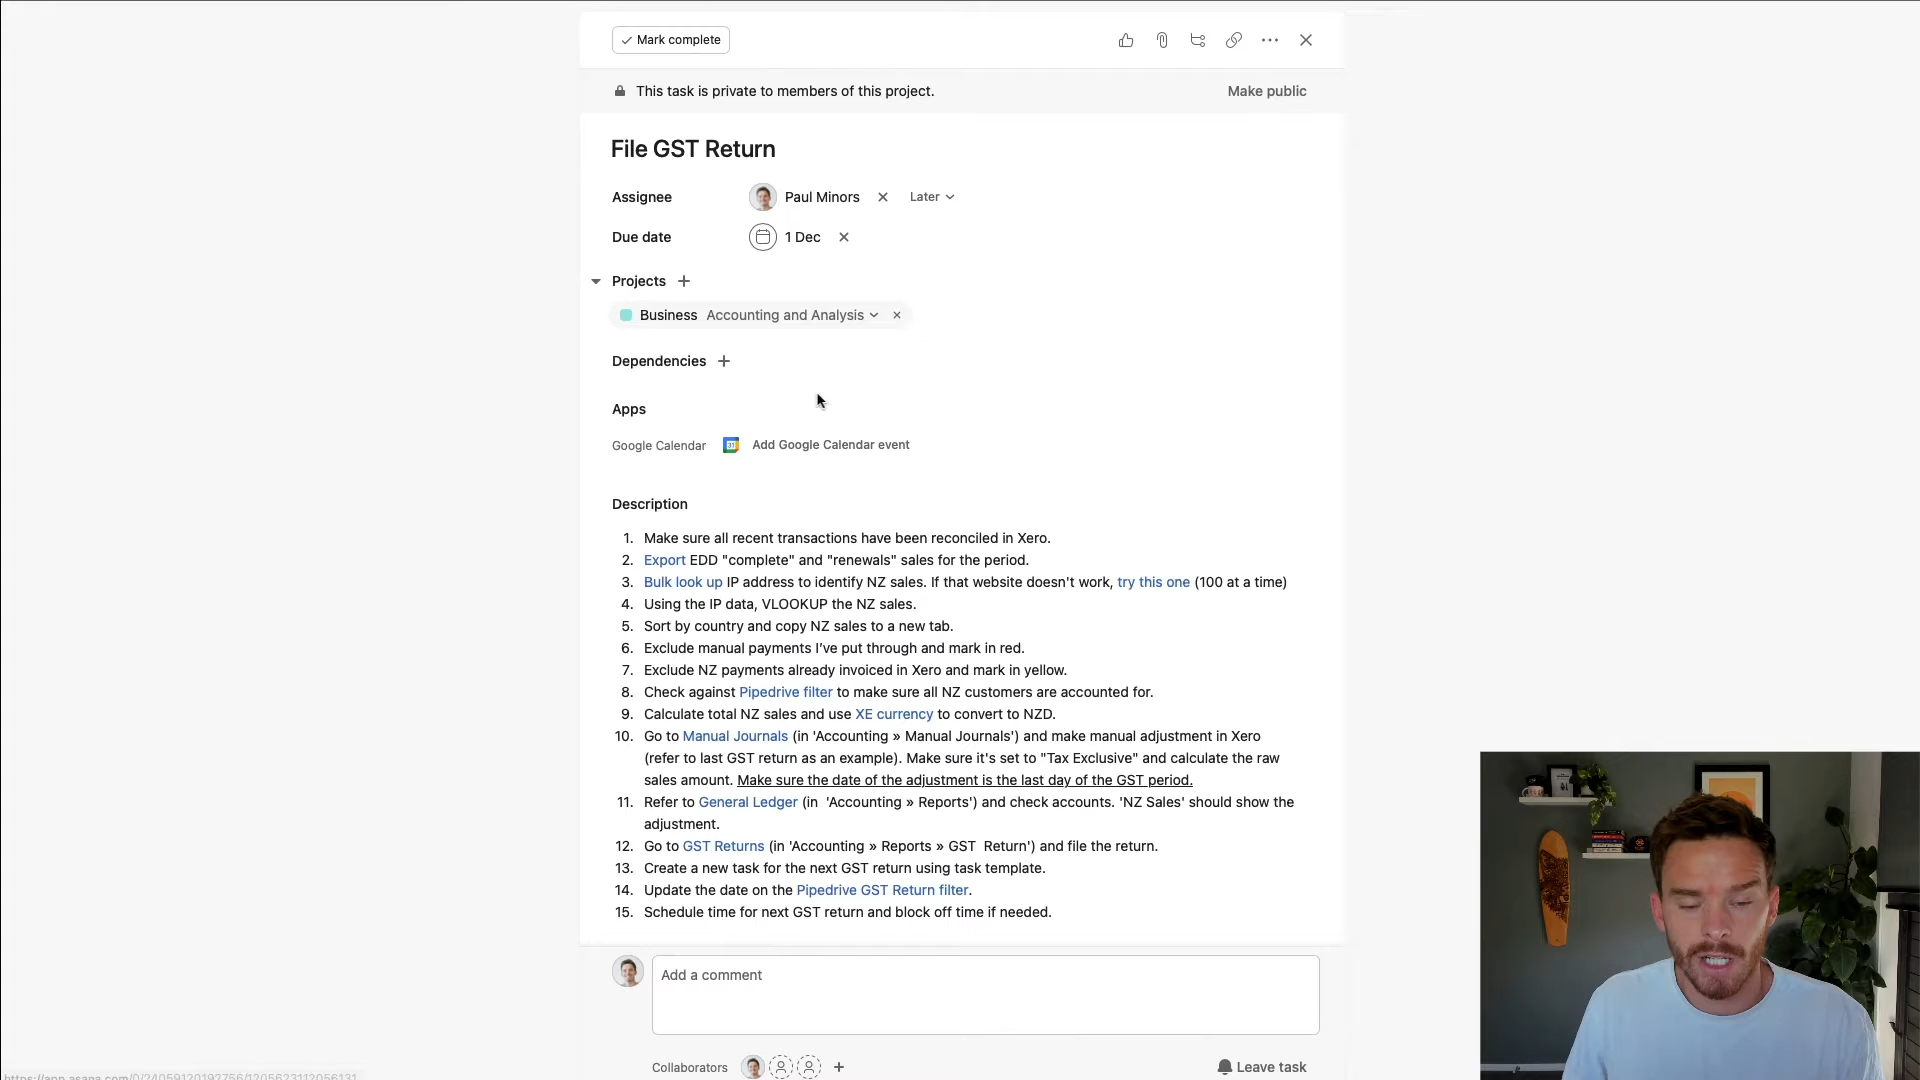 Mark complete
This task is private to members of this project.
Make public
File GST Return
Assignee
Paul Minors
Later
Due date
1 Dec
Projects
Business Accounting and Analysis
Dependencies
Apps
Google Calendar
31
Add Google Calendar event
Description
1. Make sure all recent transactions have been reconciled in Xero.
2. Export EDD "complete" and "renewals" sales for the period.
3. Bulk look up IP address to identify NZ sales. If that website doesn't work, try this one (100 at a time)
4. Using the IP data, VLOOKUP the NZ sales.
5. Sort by country and copy NZ sales to a new tab.
6. Exclude manual payments I've put through and mark in red.
7. Exclude NZ payments already invoiced in Xero and mark in yellow.
8. Check against Pipedrive filter to make sure all NZ customers are accounted for.
9. Calculate total NZ sales and use XE currency to convert to NZD.
10. Go to Manual Journals (in 'Accounting » Manual Journals') and make manual adjustment in Xero
(refer to last GST return as an example). Make sure it's set to "Tax Exclusive" and calculate the raw
sales amount. Make sure the date of the adjustment is the last day of the GST period.
11. Refer to General Ledger (in 'Accounting » Reports') and check accounts. 'NZ Sales' should show the
adjustment.
12. Go to GST Returns (in 'Accounting » Reports » GST Return') and file the return.
13. Create a new task for the next GST return using task template.
14. Update the date on the Pipedrive GST Return filter.
15. Schedule time for next GST return and block off time if needed.
Add a comment
Collaborators
Leave task